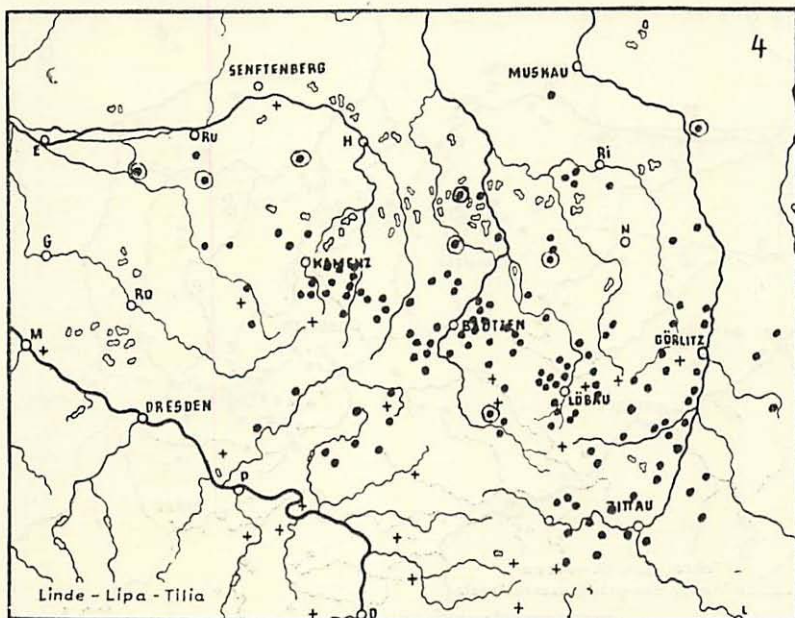 4
SENFTENBERG
MUSKAU
RU
E
H
Ri
G
N
KAMENZ
RO
BAUTZEN
M
GÖRLITZ
LÖBAU
DRESDEN
P
ZITTAU
Linde - Lipa - Tilia
D